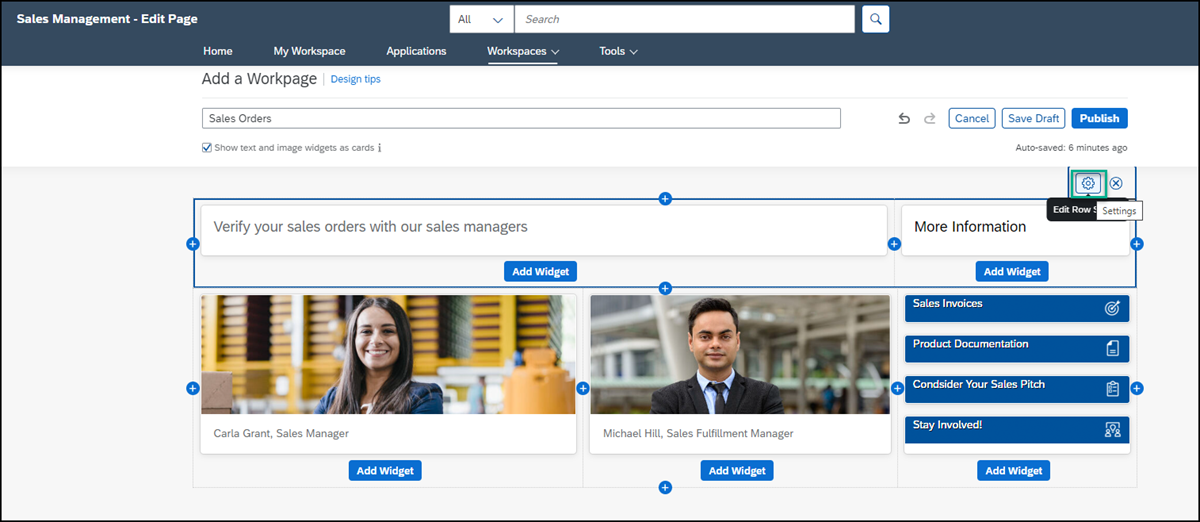 Sales Management - Edit Page
All
Search
Home
My Workspace
Applications
Workspaces
Tools
Add a Workpage
Design tips
Sales Orders
Cancel
Save Draft
Publish
Show text and image widgets as cards
Auto-saved: 6 minutes ago
Edit Row S
Settings
Verify your sales orders with our sales managers
More Information
Add Widget
Add Widget
Sales Invoices
Product Documentation
Condsider Your Sales Pitch
Stay Involved!
Carla Grant, Sales Manager
Michael Hill, Sales Fulfillment Manager
Add Widget
Add Widget
Add Widget